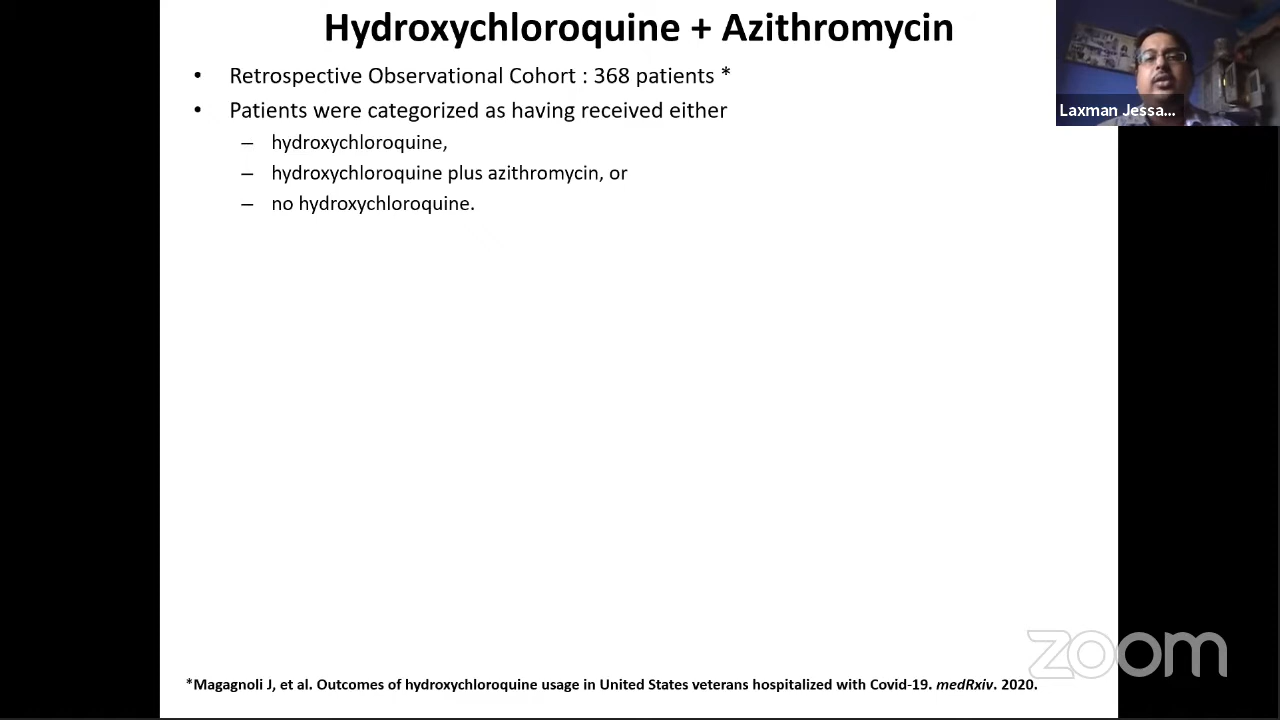 Hydroxychloroquine + Azithromycin
• Retrospective Observational Cohort : 368 patients *
• Patients were categorized as having received either
– hydroxychloroquine,
– hydroxychloroquine plus azithromycin, or
– no hydroxychloroquine.
Laxman Jessa...
zoom
*Magagnoli J, et al. Outcomes of hydroxychloroquine usage in United States veterans hospitalized with Covid-19. medRxiv. 2020.